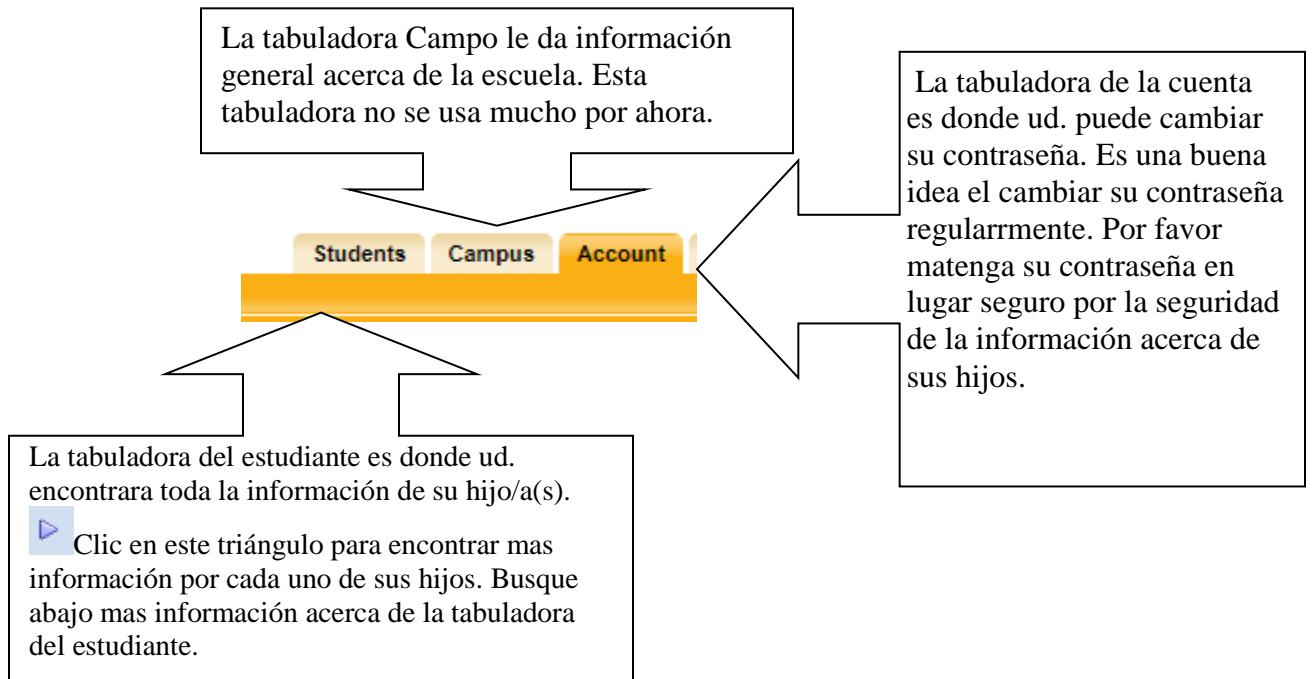 La tabuladora Campo le da información
general acerca de la escuela. Esta
tabuladora no se usa mucho por ahora.
La tabuladora de la cuenta
es donde ud. puede cambiar
su contraseña. Es una buena
idea el cambiar su contraseña
regularrmente. Por favor
matenga su contraseña en
lugar seguro por la seguridad
de la información acerca de
sus hijos.
Students Campus Account
La tabuladora del estudiante es donde ud.
encontrara toda la información de su hijo/a(s).
Clic en este triángulo para encontrar mas
información por cada uno de sus hijos. Busque
abajo mas información acerca de la tabuladora
del estudiante.